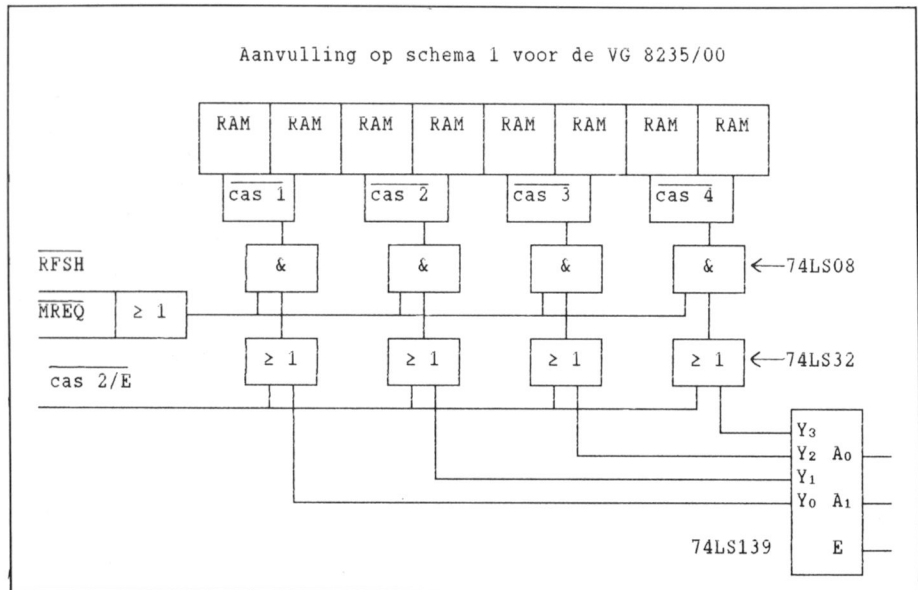 Aanvulling op schema 1 voor de VG 8235/00
RAM RAM RAM RAM RAM RAM RAM RAM
cas 1 cas 2 cas 3 cas 4
RFSH & & & & ←74LS08
MREQ ≥ 1
≥ 1 ≥ 1 ≥ 1 ≥ 1 ←74LS32
cas 2/E
Y₃
Y₂ A₀
Y₁
Y₀ A₁
74LS139 E